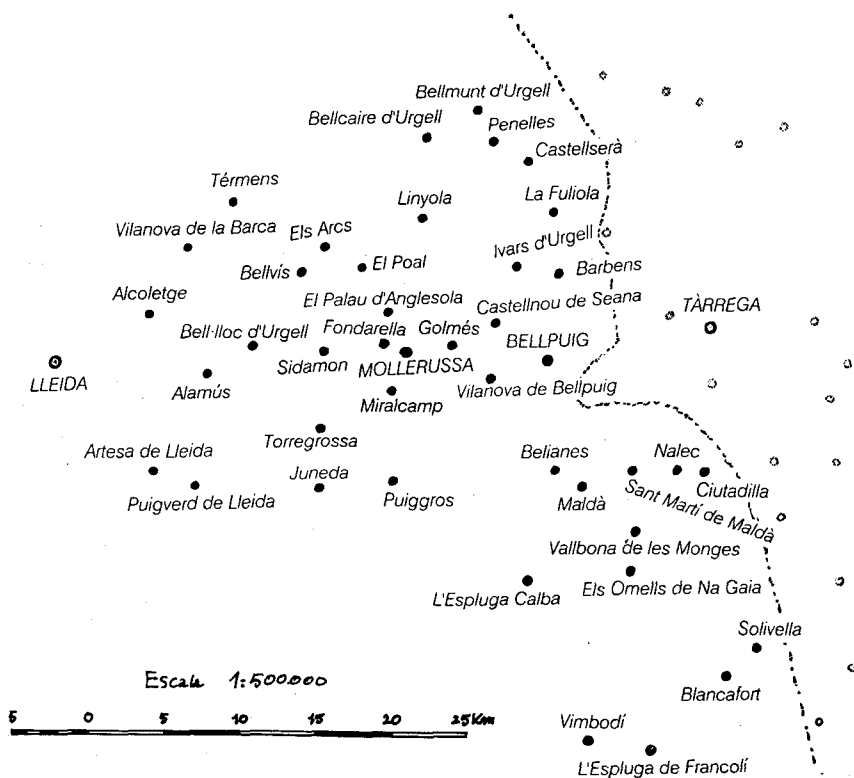 Bellmunt d'Urgell
Bellcaire d'Urgell
Penelles
Castellserà
Térmens
Linyola
La Fuliola
Vilanova de la Barca
Els Arcs
Ivars d'Urgell
Bellvís
El Poal
Barbens
Alcoletge
El Palau d'Anglesola
Castellnou de Seana
TÀRREGA
Bell-lloc d'Urgell
Fondarella
Golmés
BELLPUIG
LLEIDA
Alamús
Sidamon
MOLLERUSSA
Vilanova de Bellpuig
Miralcamp
Torregrossa
Artesa de Lleida
Juneda
Belianes
Nalec
Puigverd de Lleida
Puiggros
Maldà
Sant Martí de Maldà
Ciutadilla
Vallbona de les Monges
L'Espluga Calba
Els Omells de Na Gaia
Solivella
Escala 1:500.000
Blancafort
5 0 5 10 15 20 25 Km
Vimbodí
L'Espluga de Francolí